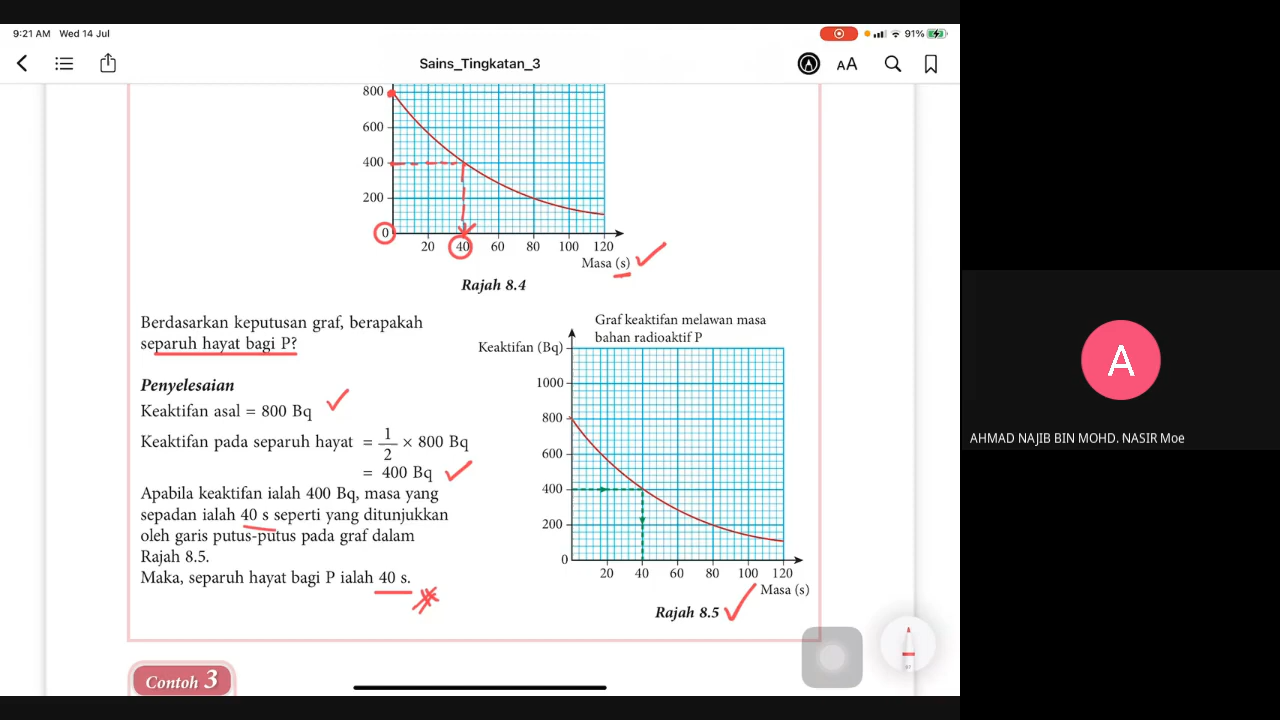 9:21 AM Wed 14 Jul
91%
Sains_Tingkatan_3
AA
800
600
400
200
0
20 40 60 80 100 120
Masa (s)
Rajah 8.4
Berdasarkan keputusan graf, berapakah
separuh hayat bagi P?
Penyelesaian
Keaktifan asal = 800 Bq
Keaktifan pada separuh hayat = 1/2 × 800 Bq
= 400 Bq
Apabila keaktifan ialah 400 Bq, masa yang
sepadan ialah 40 s seperti yang ditunjukkan
oleh garis putus-putus pada graf dalam
Rajah 8.5.
Maka, separuh hayat bagi P ialah 40 s.
Graf keaktifan melawan masa
bahan radioaktif P
Keaktifan (Bq)
1000
800
600
400
200
0
20 40 60 80 100 120
Masa (s)
Rajah 8.5
Contoh 3
A
AHMAD NAJIB BIN MOHD. NASIR Moe